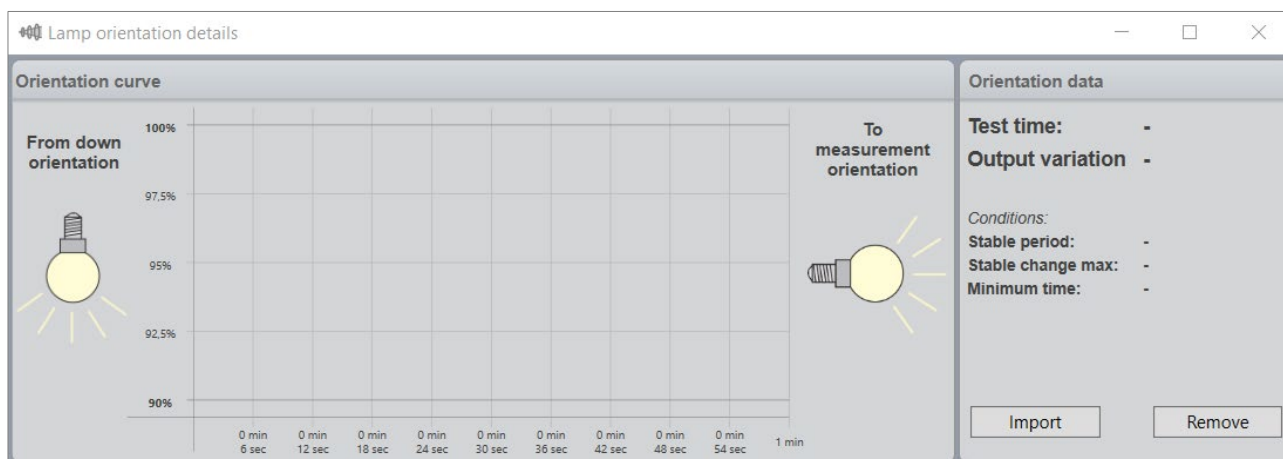 Lamp orientation details
Orientation curve
From down
orientation
100%
97,5%
95%
92,5%
90%
0 min
6 sec
0 min
12 sec
0 min
18 sec
0 min
24 sec
0 min
30 sec
0 min
36 sec
0 min
42 sec
0 min
48 sec
0 min
54 sec
1 min
To
measurement
orientation
Orientation data
Test time: -
Output variation -
Conditions:
Stable period: -
Stable change max: -
Minimum time: -
Import
Remove